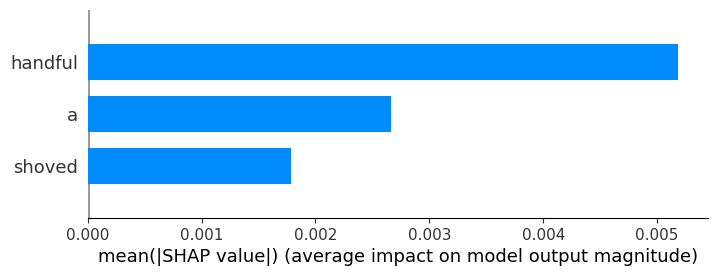 handful
a
shoved
0.000 0.001 0.002 0.003 0.004 0.005
mean(|SHAP value|) (average impact on model output magnitude)